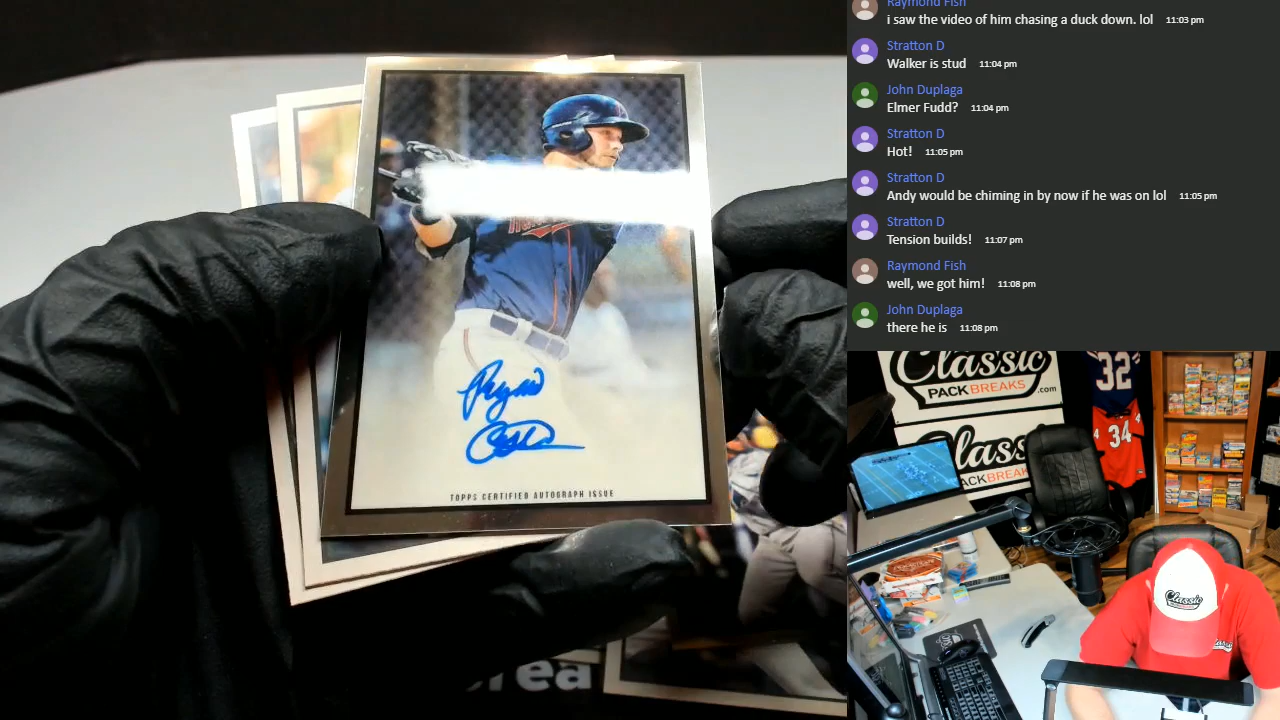 TOPPS CERTIFIED AUTOGRAPH ISSUE
Raymond Fish
i saw the video of him chasing a duck down. lol 11:03 pm
Stratton D
Walker is stud 11:04 pm
John Duplaga
Elmer Fudd? 11:04 pm
Stratton D
Hot! 11:05 pm
Stratton D
Andy would be chiming in by now if he was on lol 11:05 pm
Stratton D
Tension builds! 11:07 pm
Raymond Fish
well, we got him! 11:08 pm
John Duplaga
there he is 11:08 pm
Classic
PACKBREAKS.com
32
34
Classic